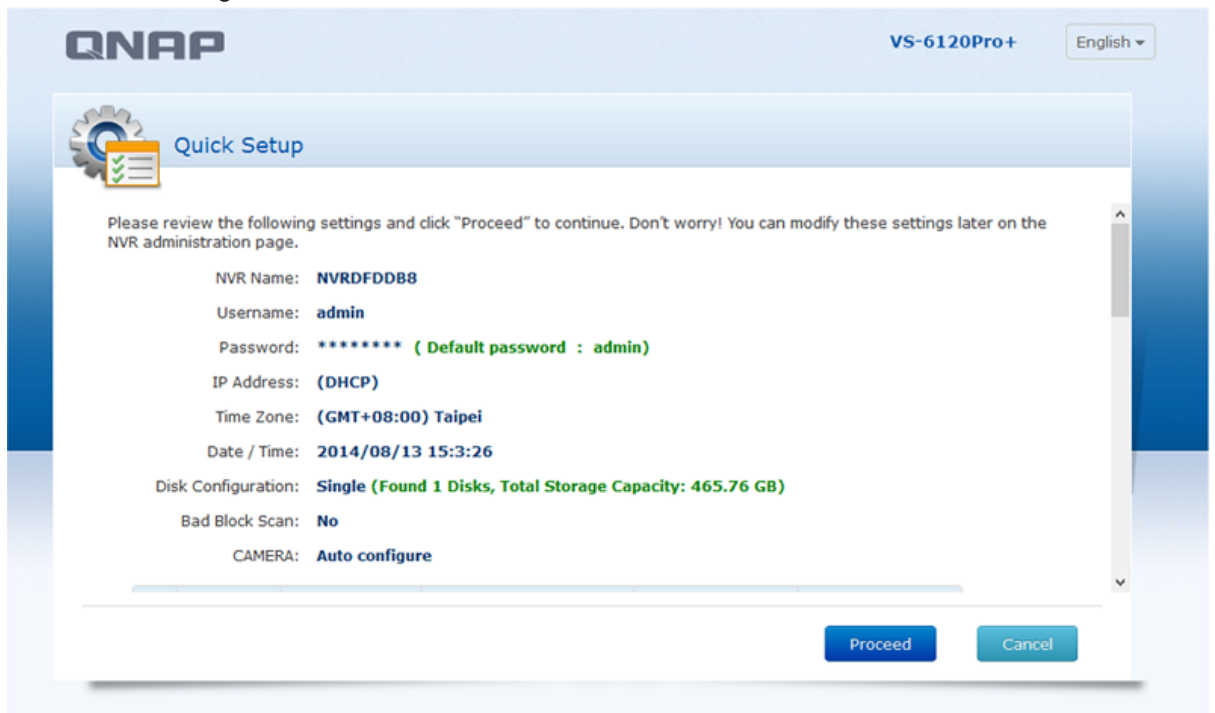 QNAP
VS-6120Pro+ English
Quick Setup
Please review the following settings and click “Proceed” to continue. Don’t worry! You can modify these settings later on the
NVR administration page.
NVR Name: NVRDFDDB8
Username: admin
Password: ******** ( Default password : admin)
IP Address: (DHCP)
Time Zone: (GMT+08:00) Taipei
Date / Time: 2014/08/13 15:3:26
Disk Configuration: Single (Found 1 Disks, Total Storage Capacity: 465.76 GB)
Bad Block Scan: No
CAMERA: Auto configure
Proceed Cancel